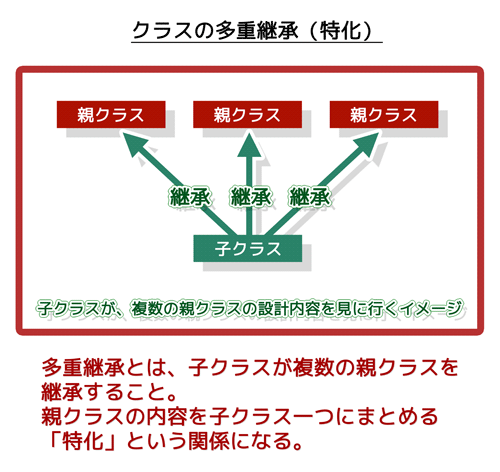 クラスの多重継承（特化）
親クラス 親クラス 親クラス
継承 継承 継承
子クラス
子クラスが、複数の親クラスの設計内容を見に行くイメージ
多重継承とは、子クラスが複数の親クラスを
継承すること。
親クラスの内容を子クラス一つにまとめる
「特化」という関係になる。